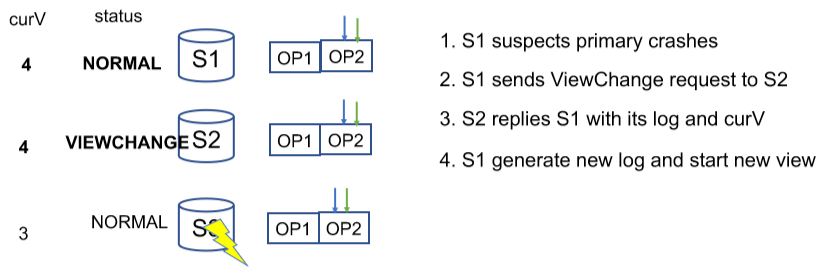 curV status
4 NORMAL S1 OP1 OP2
4 VIEWCHANGE S2 OP1 OP2
3 NORMAL OP1 OP2
1. S1 suspects primary crashes
2. S1 sends ViewChange request to S2
3. S2 replies S1 with its log and curV
4. S1 generate new log and start new view